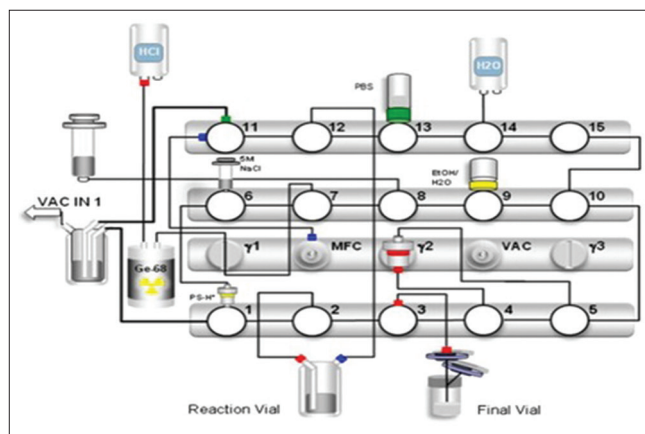 HCl
H2O
PBS
11
12
13
14
15
5M
NaCl
EtOH/
H2O
6
7
8
9
10
VAC IN 1
γ1
MFC
γ2
VAC
γ3
Ge-68
PS-H+
1
2
3
4
5
Reaction Vial
Final Vial